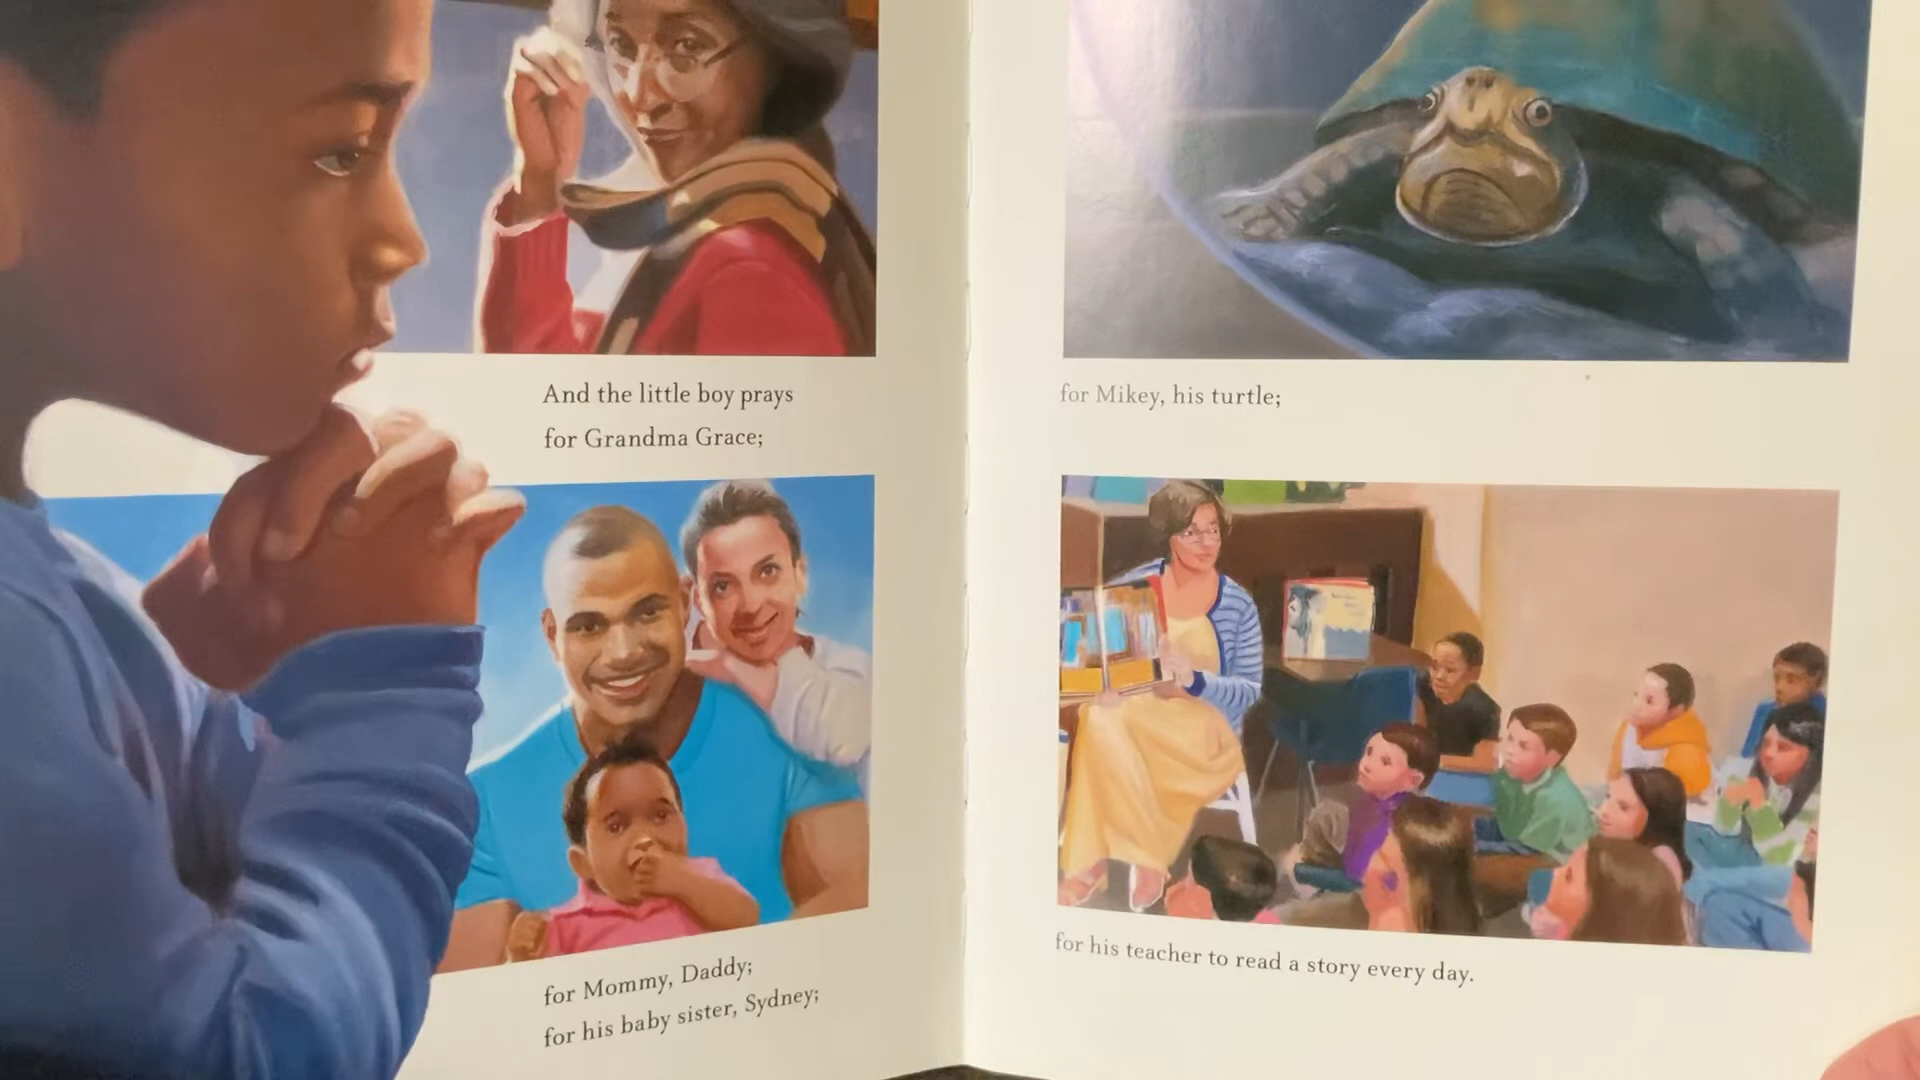 And the little boy prays
for Grandma Grace;
for Mommy, Daddy;
for his baby sister, Sydney;
for Mikey, his turtle;
for his teacher to read a story every day.